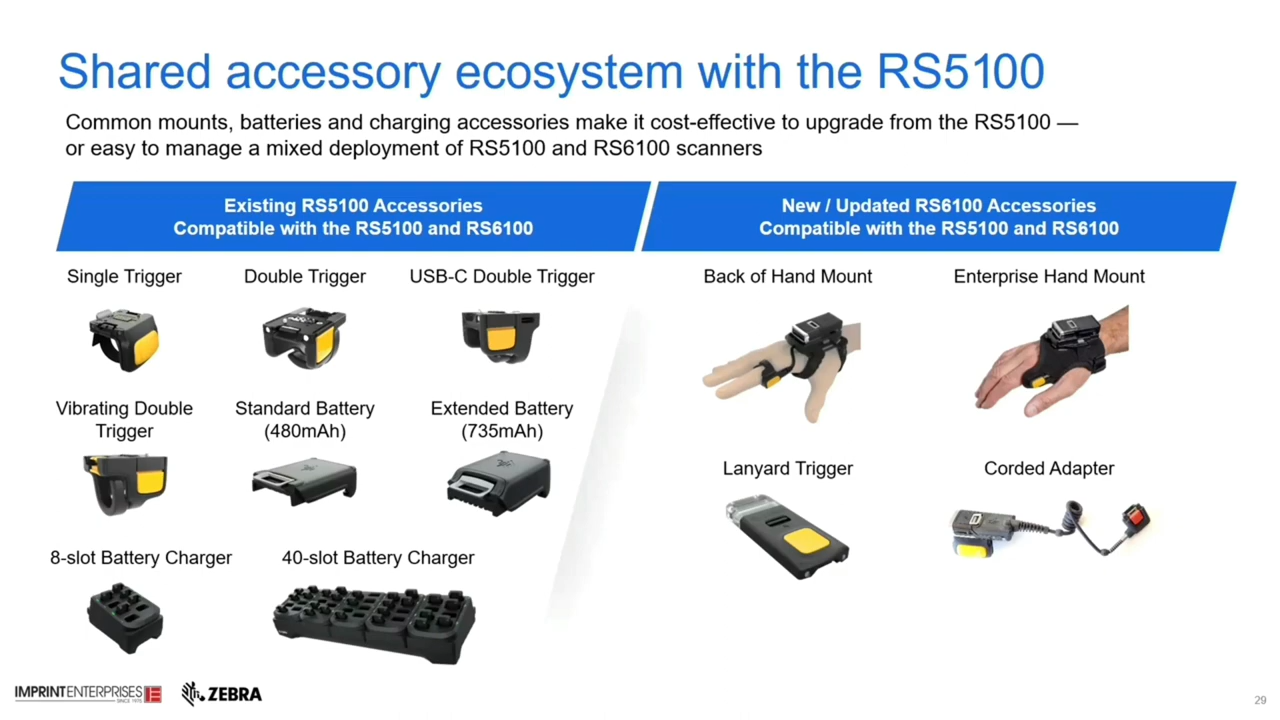 Shared accessory ecosystem with the RS5100
Common mounts, batteries and charging accessories make it cost-effective to upgrade from the RS5100 —
or easy to manage a mixed deployment of RS5100 and RS6100 scanners
Existing RS5100 Accessories
Compatible with the RS5100 and RS6100
New / Updated RS6100 Accessories
Compatible with the RS5100 and RS6100
Single Trigger
Double Trigger
USB-C Double Trigger
Back of Hand Mount
Enterprise Hand Mount
Vibrating Double
Trigger
Standard Battery
(480mAh)
Extended Battery
(735mAh)
Lanyard Trigger
Corded Adapter
8-slot Battery Charger
40-slot Battery Charger
IMPRINTENTERPRISES
SINCE 1970
ZEBRA
29